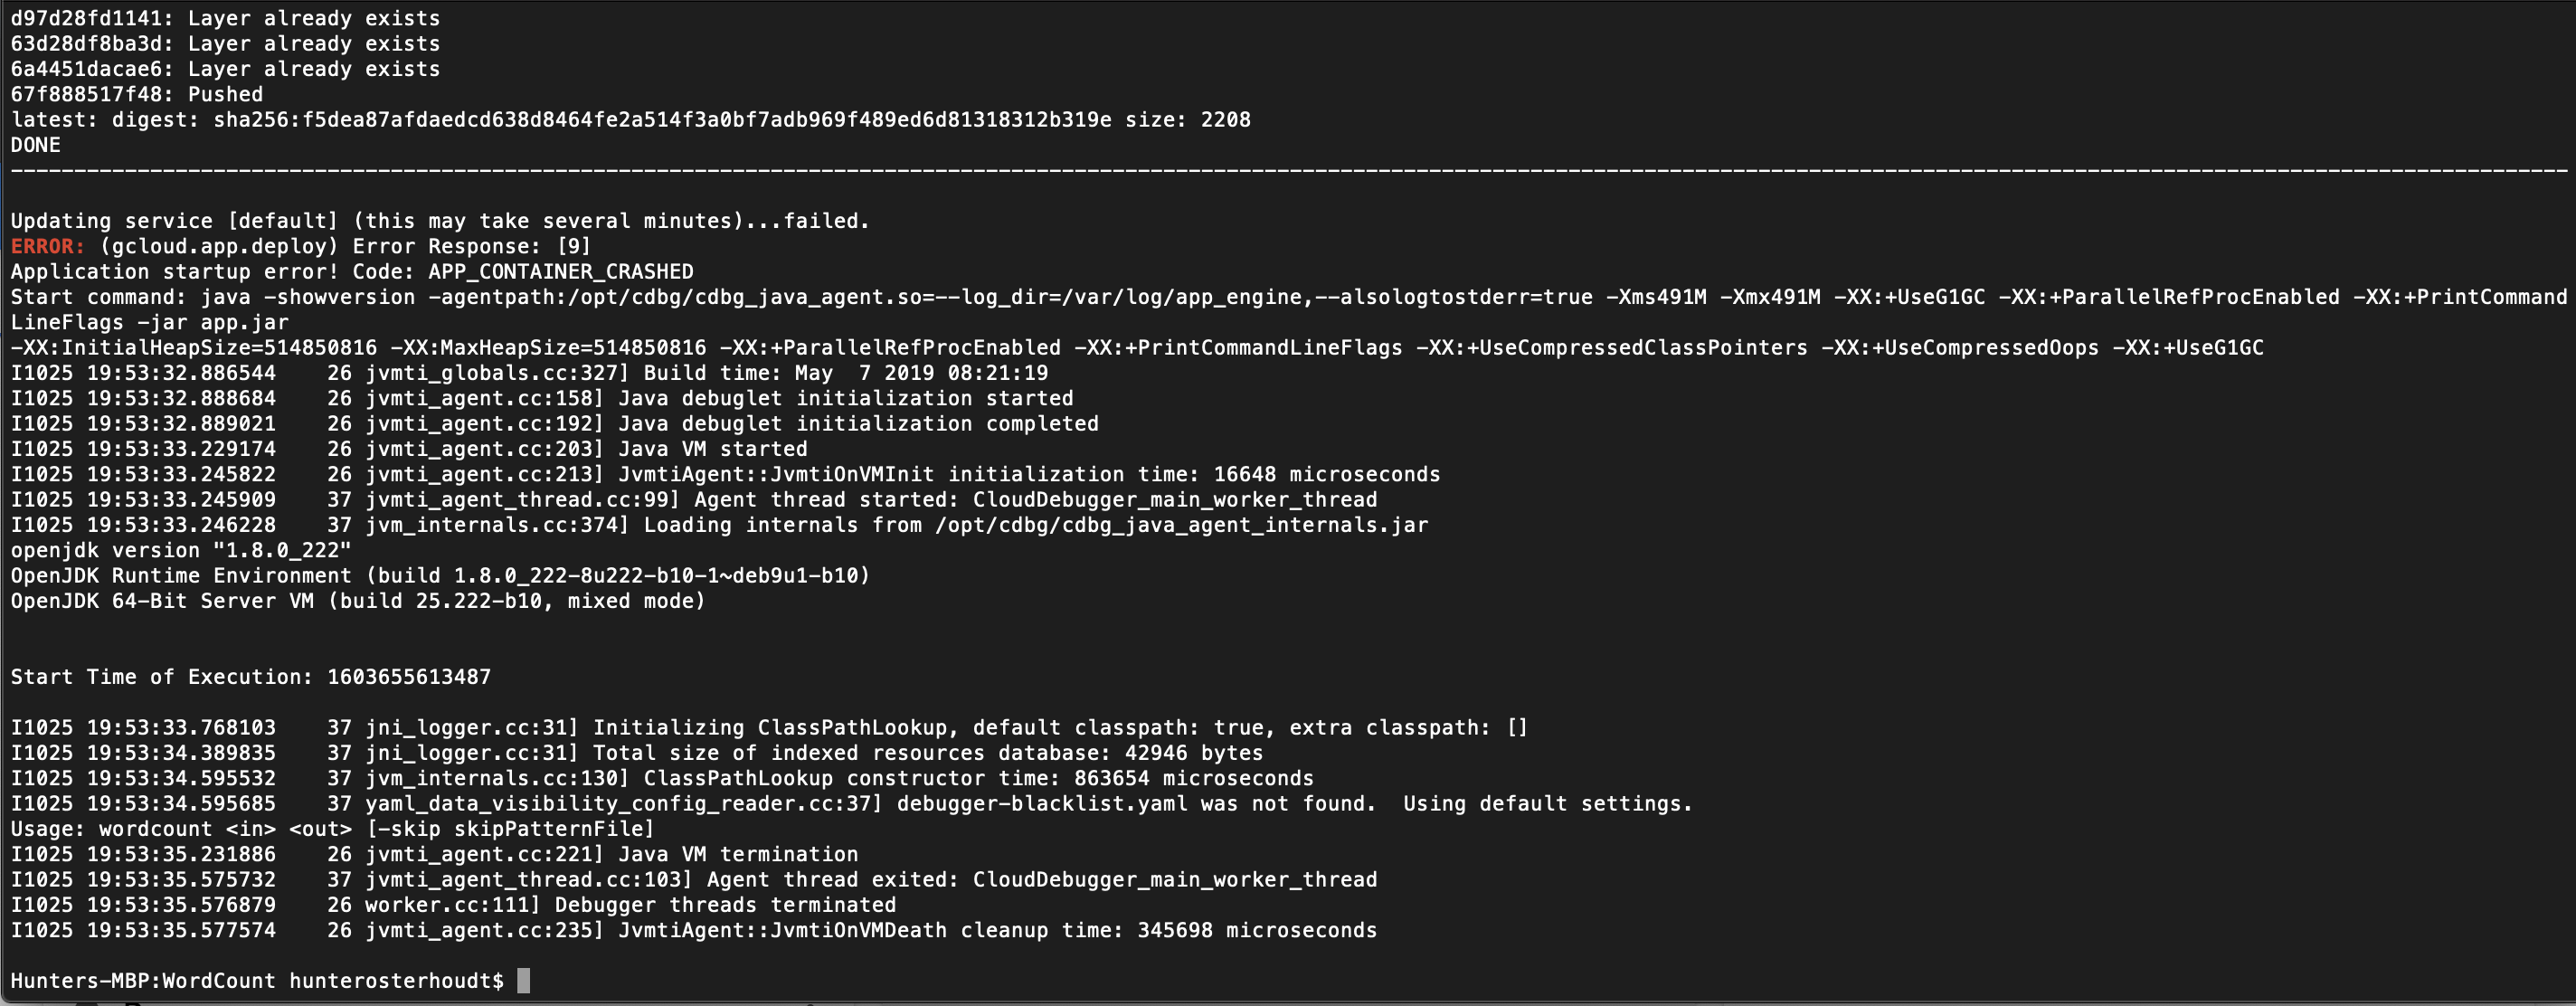 d97d28fd1141: Layer already exists
63d28df8ba3d: Layer already exists
6a4451dacae6: Layer already exists
67f888517f48: Pushed
latest: digest: sha256:f5dea87afdaedcd638d8464fe2a514f3a0bf7adb969f489ed6d81318312b319e size: 2208
DONE
--------------------------------------------------------------------------------------------------------------------------------------------------------------------------------------------------------
Updating service [default] (this may take several minutes)...failed.
ERROR: (gcloud.app.deploy) Error Response: [9]
Application startup error! Code: APP_CONTAINER_CRASHED
Start command: java -showversion -agentpath:/opt/cdbg/cdbg_java_agent.so=--log_dir=/var/log/app_engine,--alsologtostderr=true -Xms491M -Xmx491M -XX:+UseG1GC -XX:+ParallelRefProcEnabled -XX:+PrintCommand
LineFlags -jar app.jar
-XX:InitialHeapSize=514850816 -XX:MaxHeapSize=514850816 -XX:+ParallelRefProcEnabled -XX:+PrintCommandLineFlags -XX:+UseCompressedClassPointers -XX:+UseCompressedOops -XX:+UseG1GC
I1025 19:53:32.886544    26 jvmti_globals.cc:327] Build time: May  7 2019 08:21:19
I1025 19:53:32.888684    26 jvmti_agent.cc:158] Java debuglet initialization started
I1025 19:53:32.889021    26 jvmti_agent.cc:192] Java debuglet initialization completed
I1025 19:53:33.229174    26 jvmti_agent.cc:203] Java VM started
I1025 19:53:33.245822    26 jvmti_agent.cc:213] JvmtiAgent::JvmtiOnVMInit initialization time: 16648 microseconds
I1025 19:53:33.245909    37 jvmti_agent_thread.cc:99] Agent thread started: CloudDebugger_main_worker_thread
I1025 19:53:33.246228    37 jvm_internals.cc:374] Loading internals from /opt/cdbg/cdbg_java_agent_internals.jar
openjdk version "1.8.0_222"
OpenJDK Runtime Environment (build 1.8.0_222-8u222-b10-1~deb9u1-b10)
OpenJDK 64-Bit Server VM (build 25.222-b10, mixed mode)
Start Time of Execution: 1603655613487
I1025 19:53:33.768103    37 jni_logger.cc:31] Initializing ClassPathLookup, default classpath: true, extra classpath: []
I1025 19:53:34.389835    37 jni_logger.cc:31] Total size of indexed resources database: 42946 bytes
I1025 19:53:34.595532    37 jvm_internals.cc:130] ClassPathLookup constructor time: 863654 microseconds
I1025 19:53:34.595685    37 yaml_data_visibility_config_reader.cc:37] debugger-blacklist.yaml was not found.  Using default settings.
Usage: wordcount <in> <out> [-skip skipPatternFile]
I1025 19:53:35.231886    26 jvmti_agent.cc:221] Java VM termination
I1025 19:53:35.575732    37 jvmti_agent_thread.cc:103] Agent thread exited: CloudDebugger_main_worker_thread
I1025 19:53:35.576879    26 worker.cc:111] Debugger threads terminated
I1025 19:53:35.577574    26 jvmti_agent.cc:235] JvmtiAgent::JvmtiOnVMDeath cleanup time: 345698 microseconds
Hunters-MBP:WordCount hunterosterhoudt$